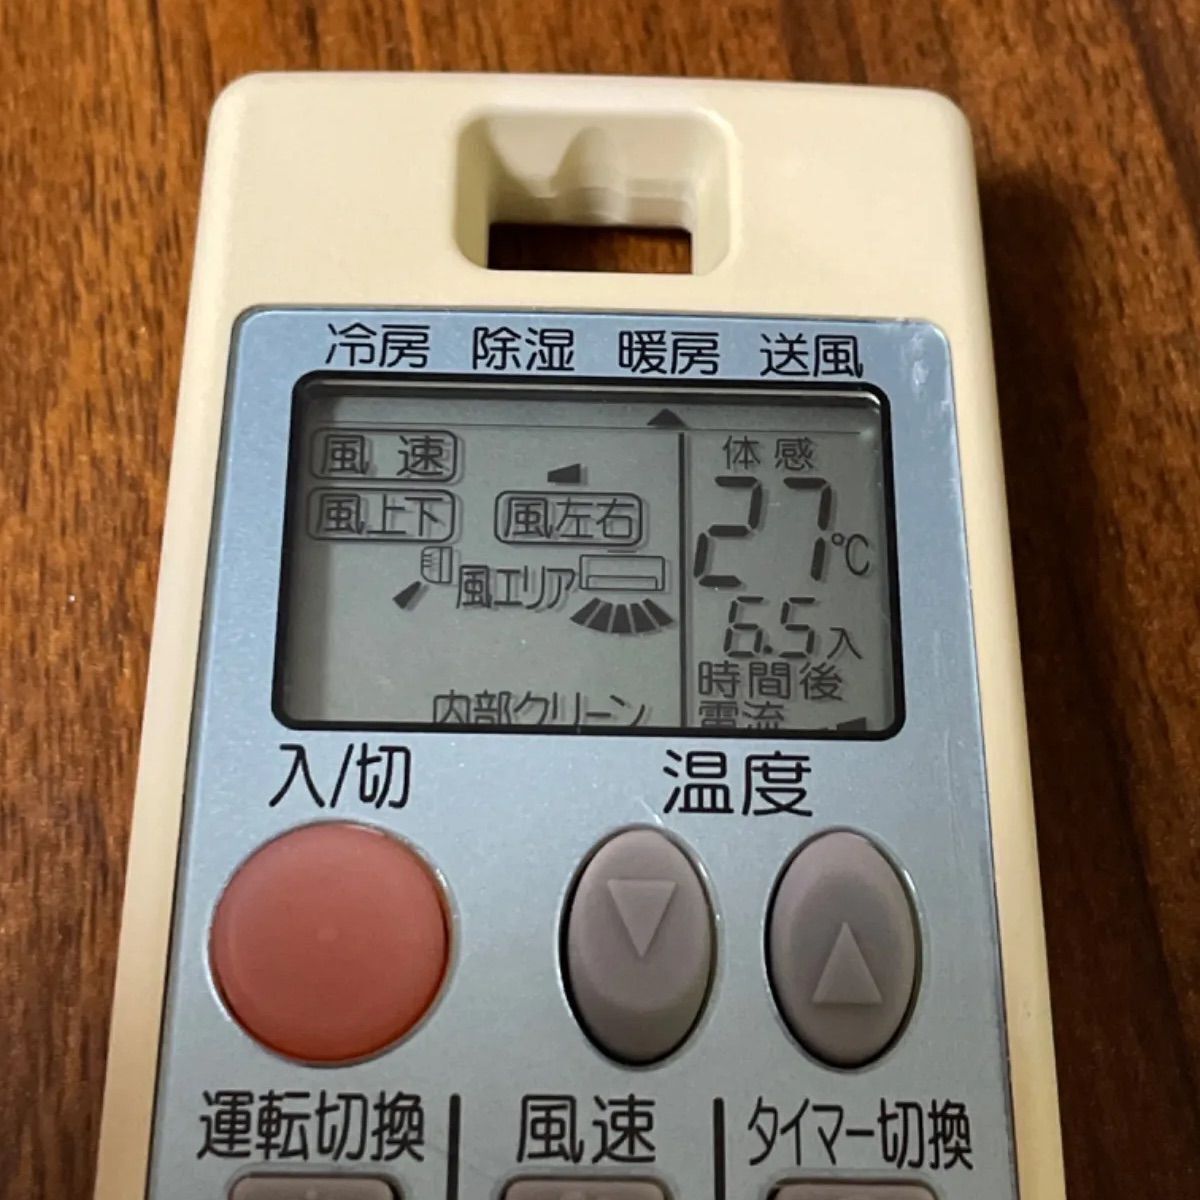 冷房 除湿 暖房 送風
風速
体感
27℃
風上下 風左右
風エリア
6.5入
時間後
内部クリーン
電流
入/切
温度
運転切換 風速 タイマー切換